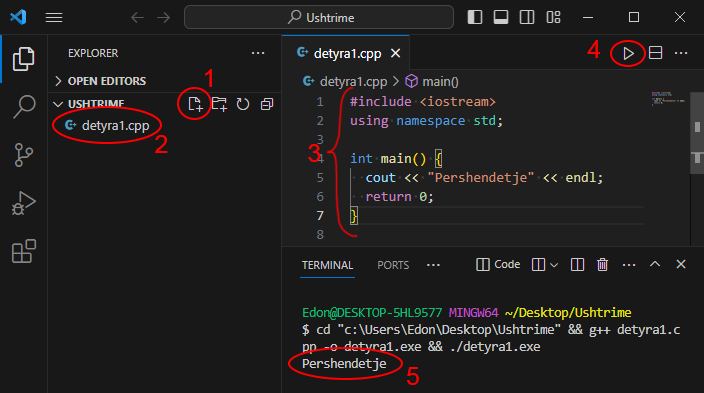 Ushtrime
EXPLORER
OPEN EDITORS
USHTRIME
1
detyra1.cpp
2
detyra1.cpp
4
detyra1.cpp > main()
3
1 #include <iostream>
2 using namespace std;
3
4 int main() {
5 cout << "Pershendetje" << endl;
6 return 0;
7 }
8
TERMINAL PORTS Code
Edon@DESKTOP-5HL9577 MINGW64 ~/Desktop/Ushtrime
$ cd "c:\Users\Edon\Desktop\Ushtrime" && g++ detyra1.c
pp -o detyra1.exe && ./detyra1.exe
Pershendetje
5